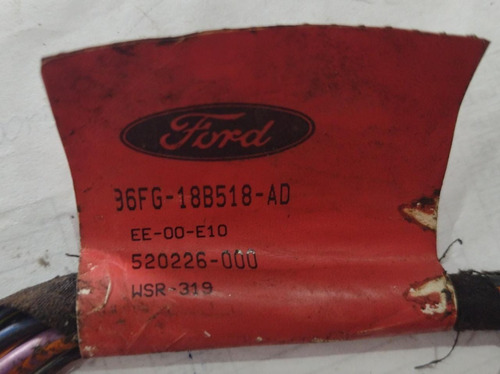 Ford
96FG-18B518-AD
EE-00-E10
520226-000
WSR-319